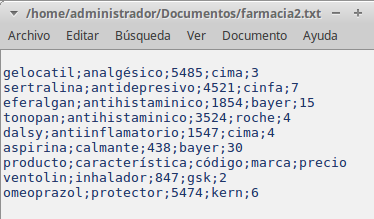 /home/administrador/Documentos/farmacia2.txt
Archivo Editar Búsqueda Ver Documento Ayuda
gelocatil;analgésico;5485;cima;3
sertralina;antidepresivo;4521;cinfa;7
eferalgan;antihistaminico;1854;bayer;15
tonopan;antihistaminico;3524;roche;4
dalsy;antiinflamatorio;1547;cima;4
aspirina;calmante;438;bayer;30
producto;característica;código;marca;precio
ventolin;inhalador;847;gsk;2
omeoprazol;protector;5474;kern;6